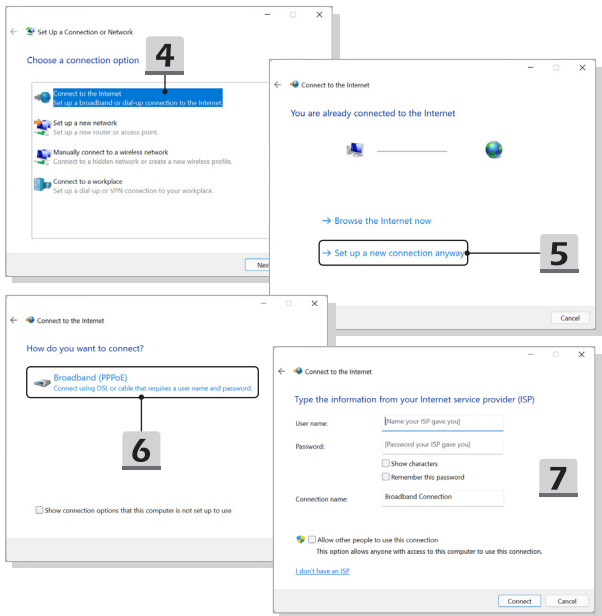 Set Up a Connection or Network
Choose a connection option
4
Connect to the Internet
Set up a broadband or dial-up connection to the Internet.
Set up a new network
Set up a new router or access point.
Manually connect to a wireless network
Connect to a hidden network or create a new wireless profile.
Connect to a workplace
Set up a dial-up or VPN connection to your workplace.
Connect to the Internet
You are already connected to the Internet
→ Browse the Internet now
→ Set up a new connection anyway
5
Cancel
Connect to the Internet
How do you want to connect?
Broadband (PPPoE)
Connect using DSL or cable that requires a user name and password.
6
Show connection options that this computer is not set up to use
Connect to the Internet
Type the information from your Internet service provider (ISP)
User name: [Name your ISP gave you]
Password: [Password your ISP gave you]
Show characters
Remember this password
7
Connection name: Broadband Connection
Allow other people to use this connection
This option allows anyone with access to this computer to use this connection.
I don't have an ISP
Connect Cancel